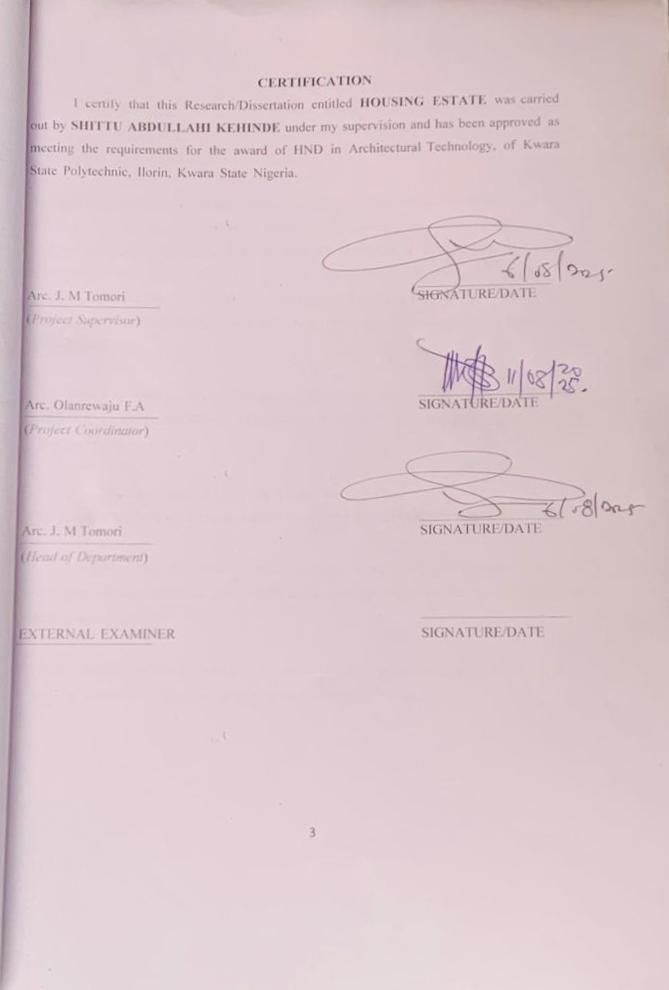 CERTIFICATION
I certify that this Research/Dissertation entitled HOUSING ESTATE was carried
out by SHITTU ABDULLAHI KEHINDE under my supervision and has been approved as
meeting the requirements for the award of HND in Architectural Technology, of Kwara
State Polytechnic, Ilorin, Kwara State Nigeria.
6/08/2025
Arc. J. M Tomori
SIGNATURE/DATE
(Project Supervisor)
11/08/2025.
Arc. Olanrewaju F.A
SIGNATURE/DATE
(Project Coordinator)
6/08/2025
Arc. J. M Tomori
SIGNATURE/DATE
(Head of Department)
EXTERNAL EXAMINER
SIGNATURE/DATE
3